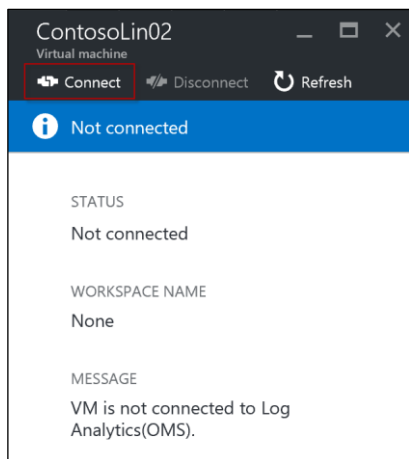 ContosoLin02
Virtual machine
Connect Disconnect Refresh
Not connected
STATUS
Not connected
WORKSPACE NAME
None
MESSAGE
VM is not connected to Log
Analytics(OMS).